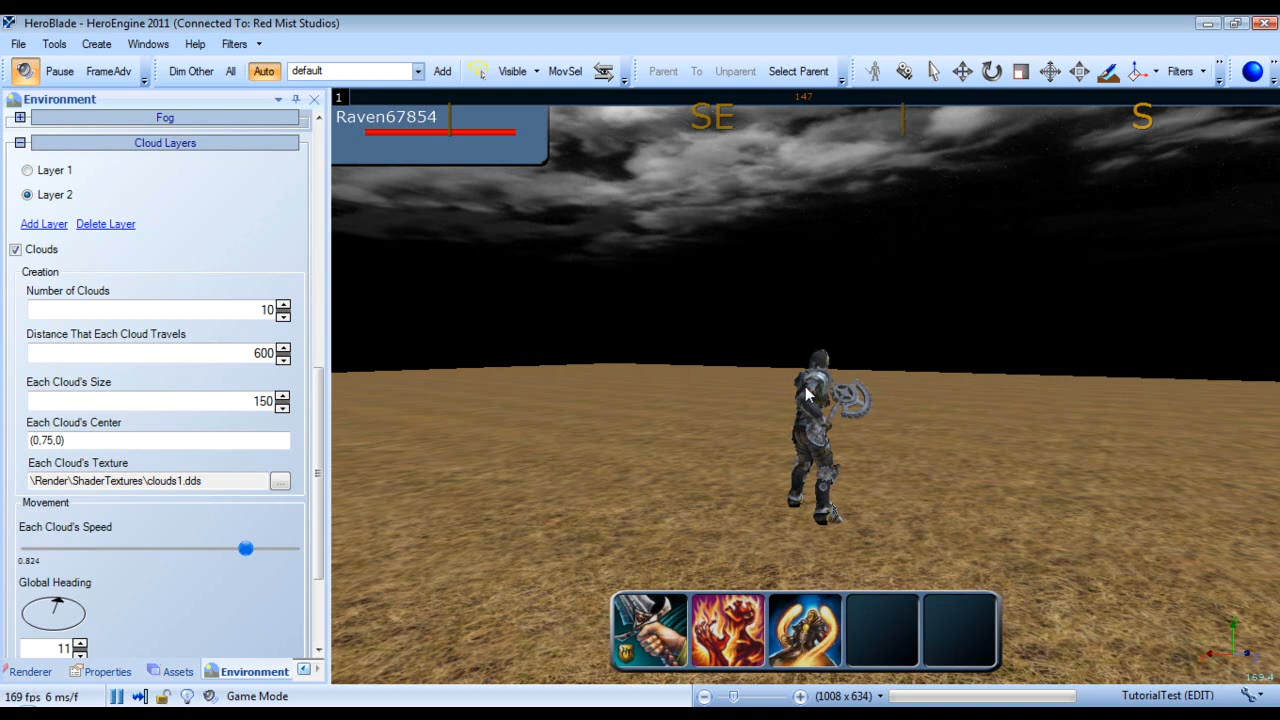 HeroBlade - HeroEngine 2011 (Connected To: Red Mist Studios)
File Tools Create Windows Help Filters
Pause FrameAdv Dim Other All Auto default Add Visible MovSel Parent To Unparent Select Parent Filters
Environment
1 147
Fog
Raven67854 SE S
Cloud Layers
Layer 1
Layer 2
Add Layer Delete Layer
Clouds
Creation
Number of Clouds
10
Distance That Each Cloud Travels
600
Each Cloud's Size
150
Each Cloud's Center
(0,75,0)
Each Cloud's Texture
\Render\ShaderTextures\clouds1.dds ...
Movement
Each Cloud's Speed
0.824
Global Heading
11
Renderer Properties Assets Environment
169.4
169 fps 6 ms/f Game Mode (1008 x 634) TutorialTest (EDIT)